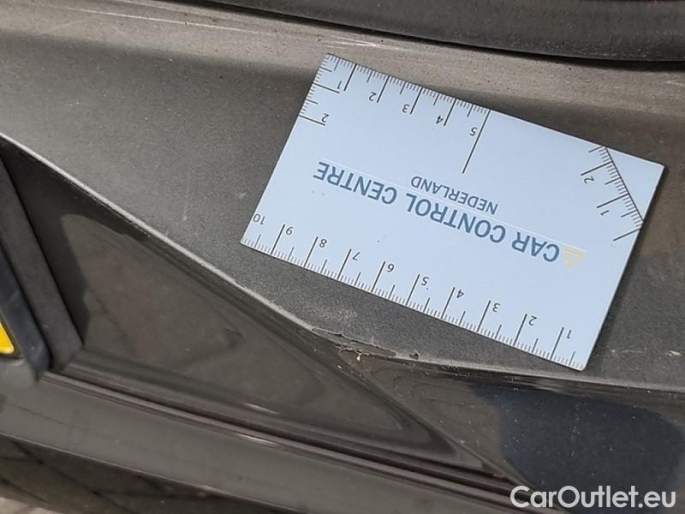 1 2 3 4 5
2
1 2
CAR CONTROL CENTRE
NEDERLAND
10 9 8 7 6 5 4 3 2 1
CarOutlet.eu